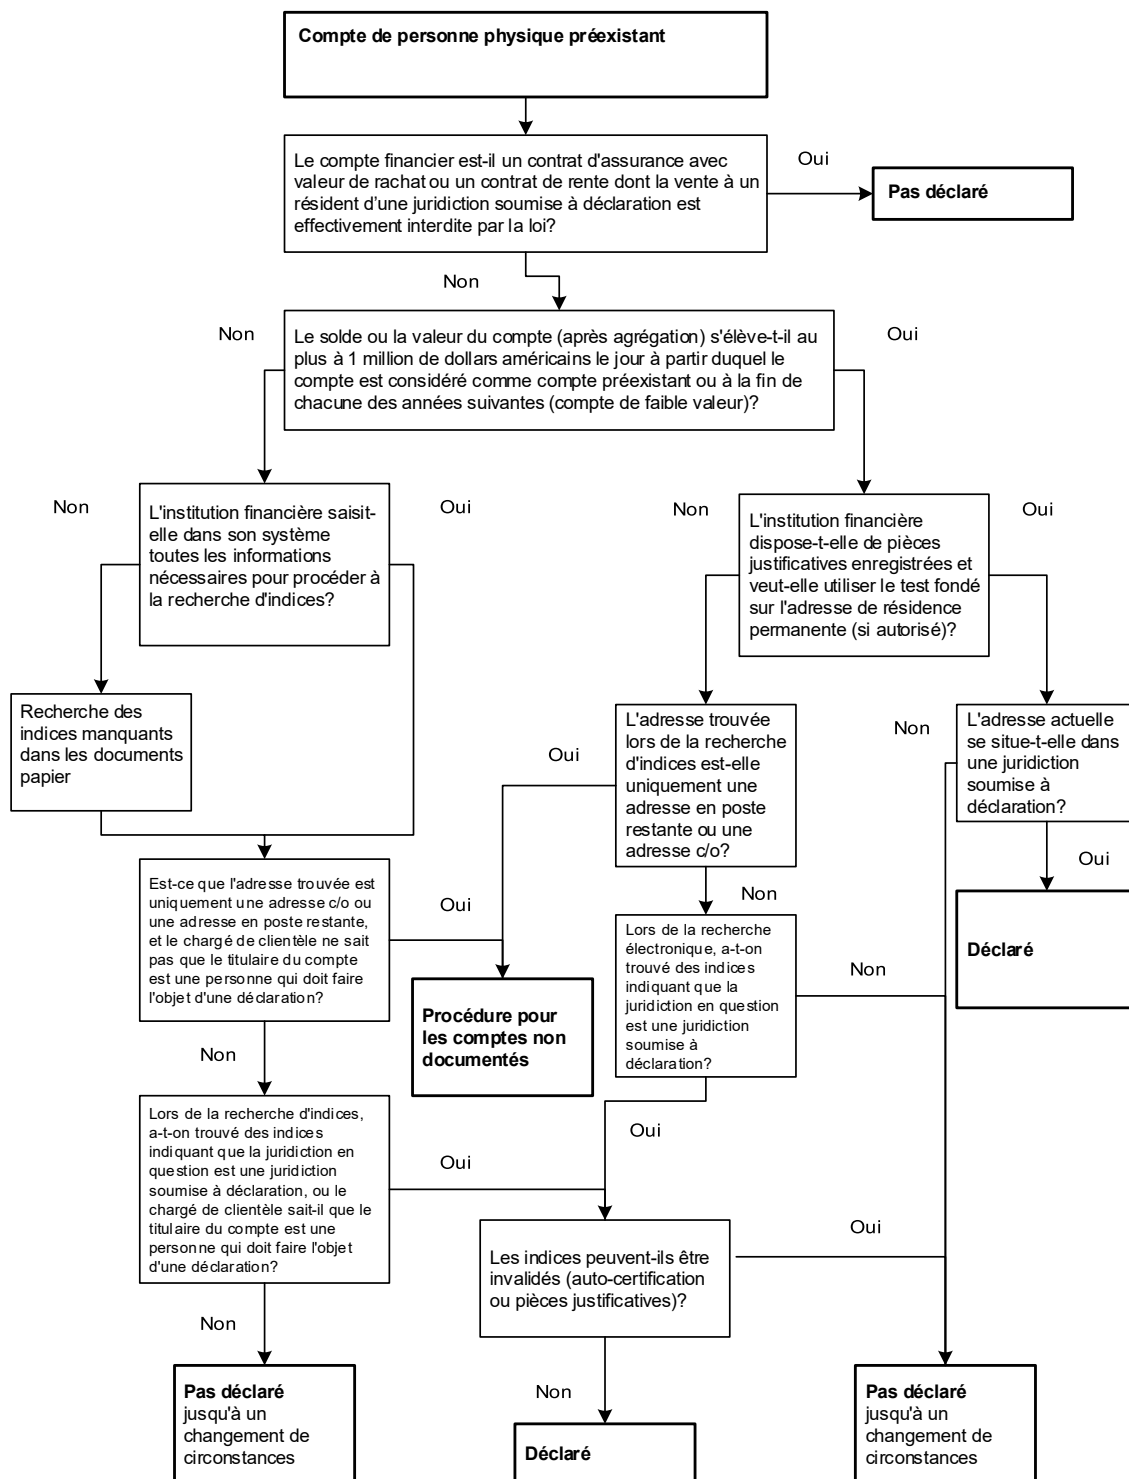 Compte de personne physique préexistant
Le compte financier est-il un contrat d'assurance avec
valeur de rachat ou un contrat de rente dont la vente à un
résident d’une juridiction soumise à déclaration est
effectivement interdite par la loi?
Oui
Pas déclaré
Non
Non
Le solde ou la valeur du compte (après agrégation) s'élève-t-il au
plus à 1 million de dollars américains le jour à partir duquel le
compte est considéré comme compte préexistant ou à la fin de
chacune des années suivantes (compte de faible valeur)?
Oui
Non
L'institution financière saisit-
elle dans son système
toutes les informations
nécessaires pour procéder à
la recherche d'indices?
Oui
Non
L'institution financière
dispose-t-elle de pièces
justificatives enregistrées et
veut-elle utiliser le test fondé
sur l'adresse de résidence
permanente (si autorisé)?
Oui
Recherche des
indices manquants
dans les documents
papier
Oui
L'adresse trouvée
lors de la recherche
d'indices est-elle
uniquement une
adresse en poste
restante ou une
adresse c/o?
Non
L'adresse actuelle
se situe-t-elle dans
une juridiction
soumise à
déclaration?
Oui
Est-ce que l'adresse trouvée est
uniquement une adresse c/o ou
une adresse en poste restante,
et le chargé de clientèle ne sait
pas que le titulaire du compte
est une personne qui doit faire
l'objet d'une déclaration?
Oui
Non
Lors de la recherche
électronique, a-t-on
trouvé des indices
indiquant que la
juridiction en question
est une juridiction
soumise à
déclaration?
Non
Déclaré
Procédure pour
les comptes non
documentés
Non
Oui
Lors de la recherche d'indices,
a-t-on trouvé des indices
indiquant que la juridiction en
question est une juridiction
soumise à déclaration, ou le
chargé de clientèle sait-il que le
titulaire du compte est une
personne qui doit faire l'objet
d'une déclaration?
Oui
Les indices peuvent-ils être
invalidés (auto-certification
ou pièces justificatives)?
Oui
Non
Pas déclaré
jusqu'à un
changement de
circonstances
Non
Déclaré
Pas déclaré
jusqu'à un
changement de
circonstances